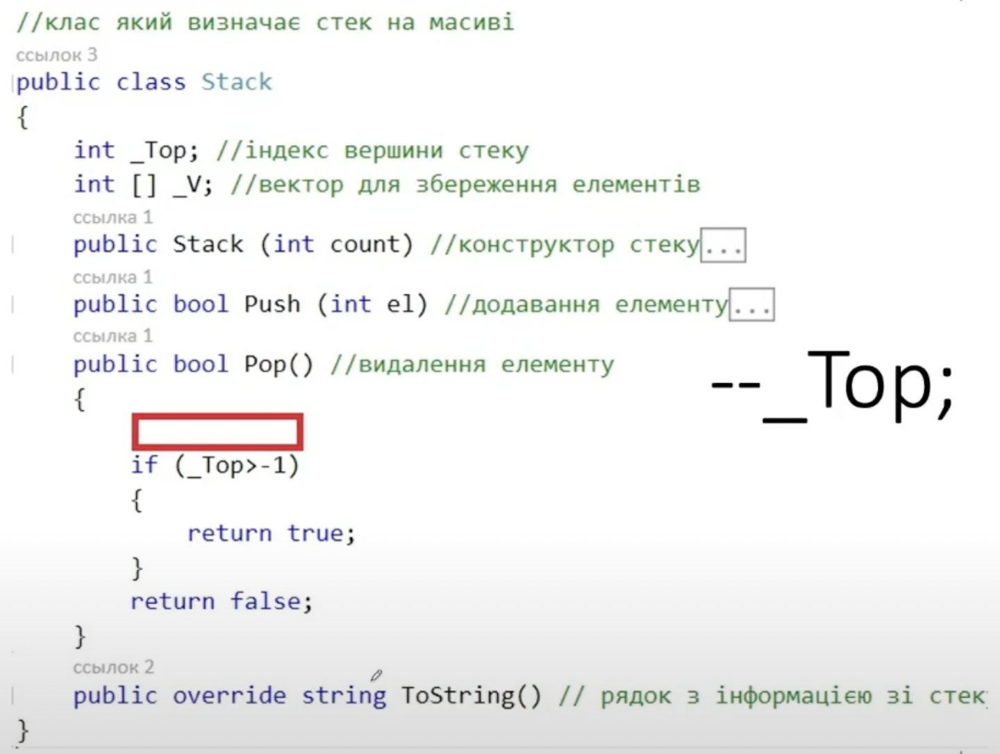 //клас який визначає стек на масиві
ссылок 3
public class Stack
{
int _Top; //індекс вершини стеку
int [] _V; //вектор для збереження елементів
ссылка 1
public Stack (int count) //конструктор стеку...
ссылка 1
public bool Push (int el) //додавання елементу...
ссылка 1
public bool Pop() //видалення елементу
--_Top;
{
if (_Top>-1)
{
return true;
}
return false;
}
ссылок 2
public override string ToString() // рядок з інформацією зі стек
}